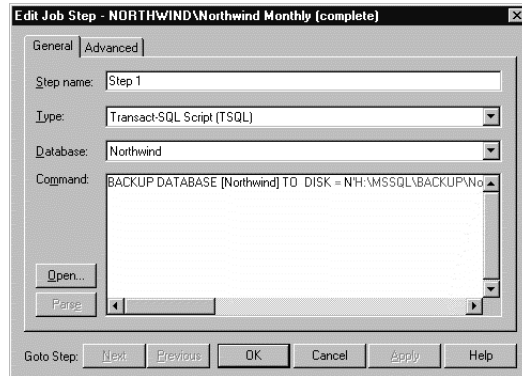 Edit Job Step - NORTHWIND\Northwind Monthly (complete)
General Advanced
Step name: Step 1
Type: Transact-SQL Script (TSQL)
Database: Northwind
Command: BACKUP DATABASE [Northwind] TO DISK = N'H:\MSSQL\BACKUP\No
Open...
Parse
Goto Step: Next Previous OK Cancel Apply Help